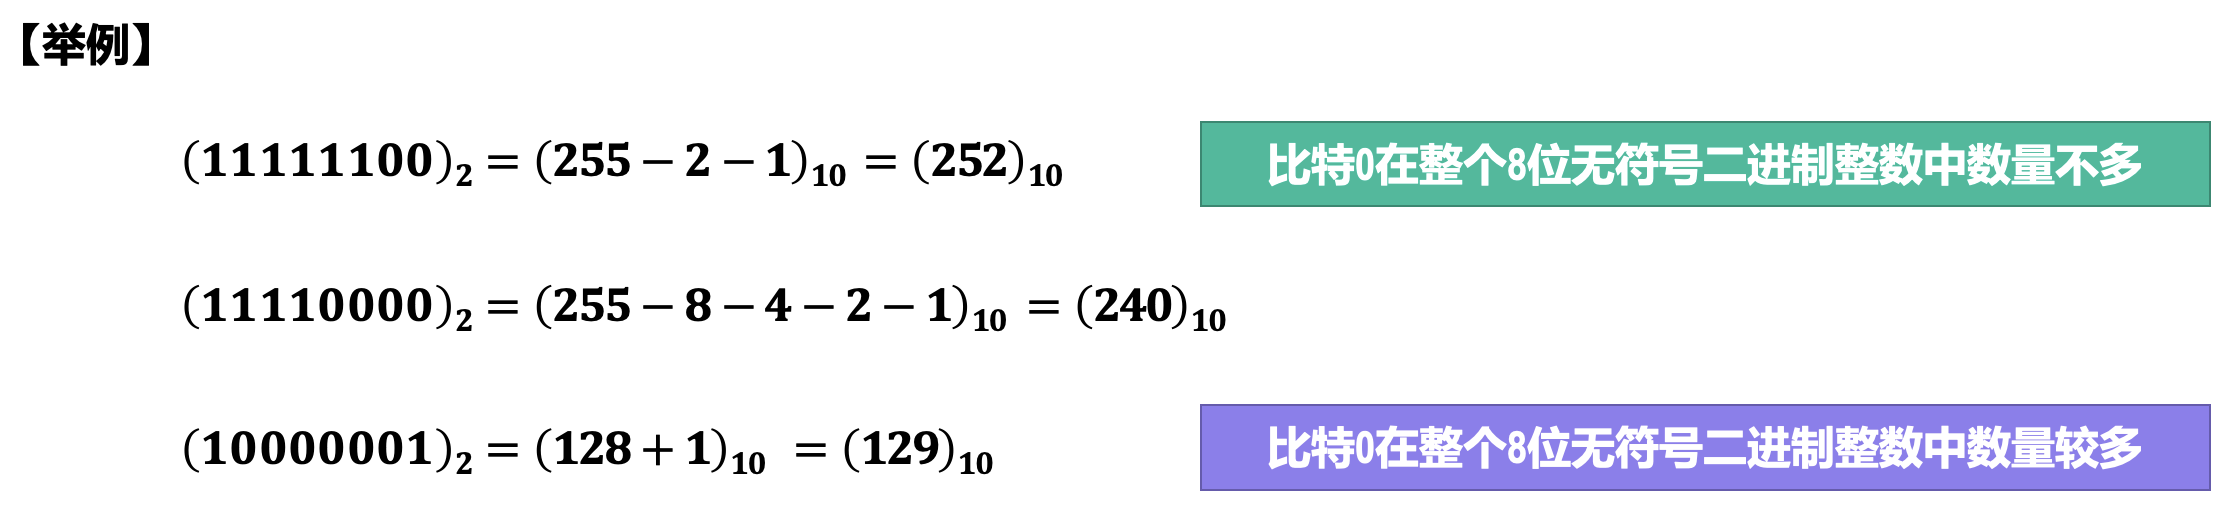 【举例】
(11111100)₂ = (255 − 2 − 1)₁₀ = (252)₁₀
比特0在整个8位无符号二进制整数中数量不多
(11110000)₂ = (255 − 8 − 4 − 2 − 1)₁₀ = (240)₁₀
(10000001)₂ = (128 + 1)₁₀ = (129)₁₀
比特0在整个8位无符号二进制整数中数量较多